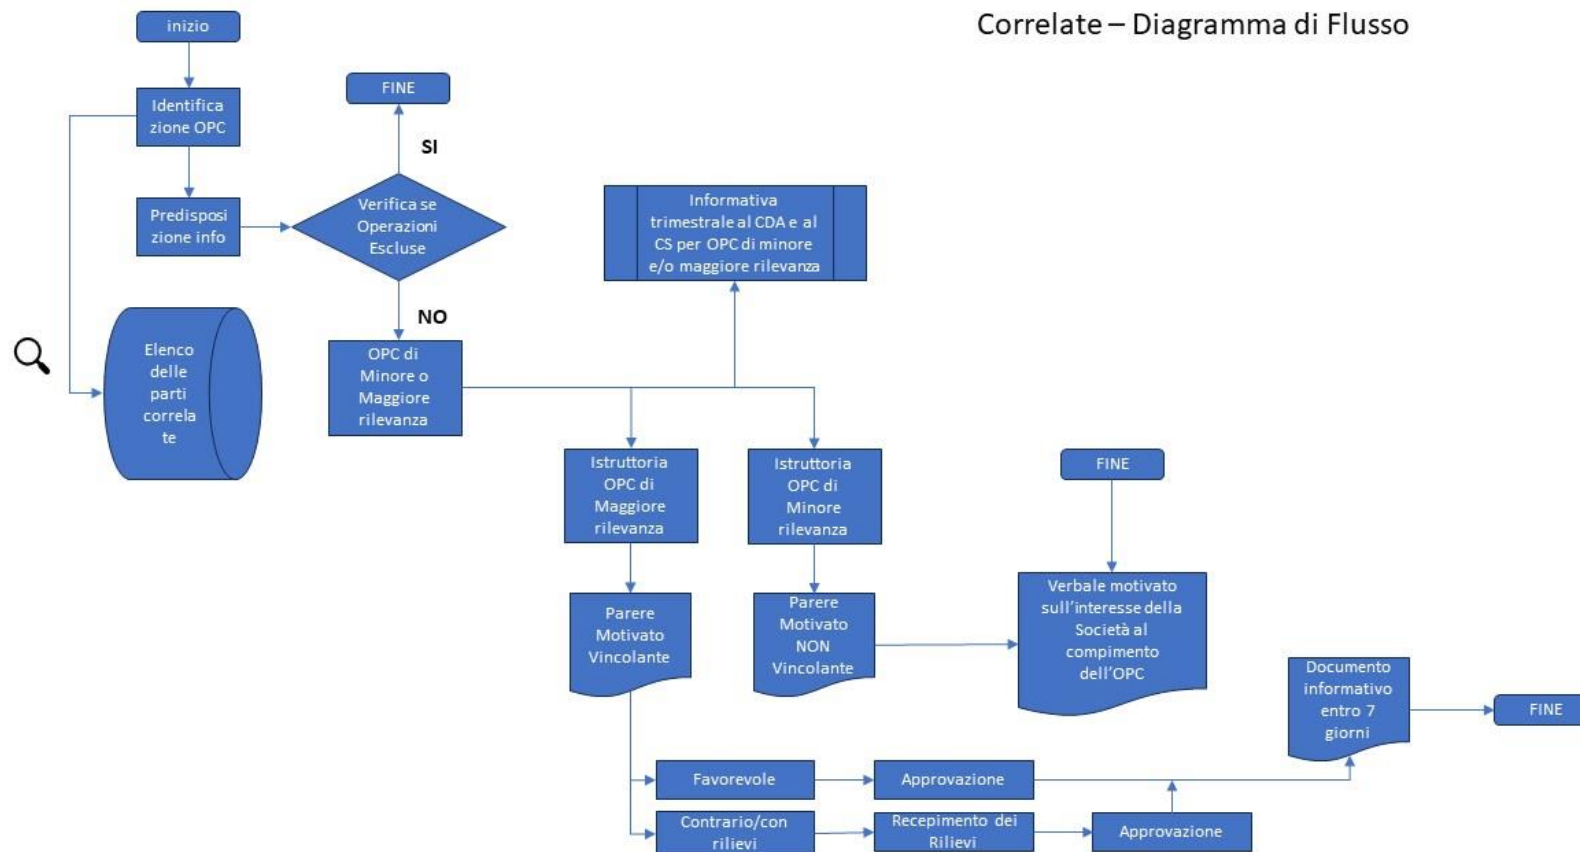 Correlate – Diagramma di Flusso
inizio
Identifica
zione OPC
Predisposi
zione info
FINE
SI
Verifica se
Operazioni
Escluse
NO
Informativa
trimestrale al CDA e al
CS per OPC di minore
e/o maggiore rilevanza
Elenco
delle
parti
correla
te
OPC di
Minore o
Maggiore
rilevanza
Istruttoria
OPC di
Maggiore
rilevanza
Istruttoria
OPC di
Minore
rilevanza
FINE
Parere
Motivato
Vincolante
Parere
Motivato
NON
Vincolante
Verbale motivato
sull'interesse della
Società al
compimento
dell'OPC
Documento
informativo
entro 7
giorni
FINE
Favorevole
Approvazione
Contrario/con
rilievi
Recepimento dei
Rilievi
Approvazione